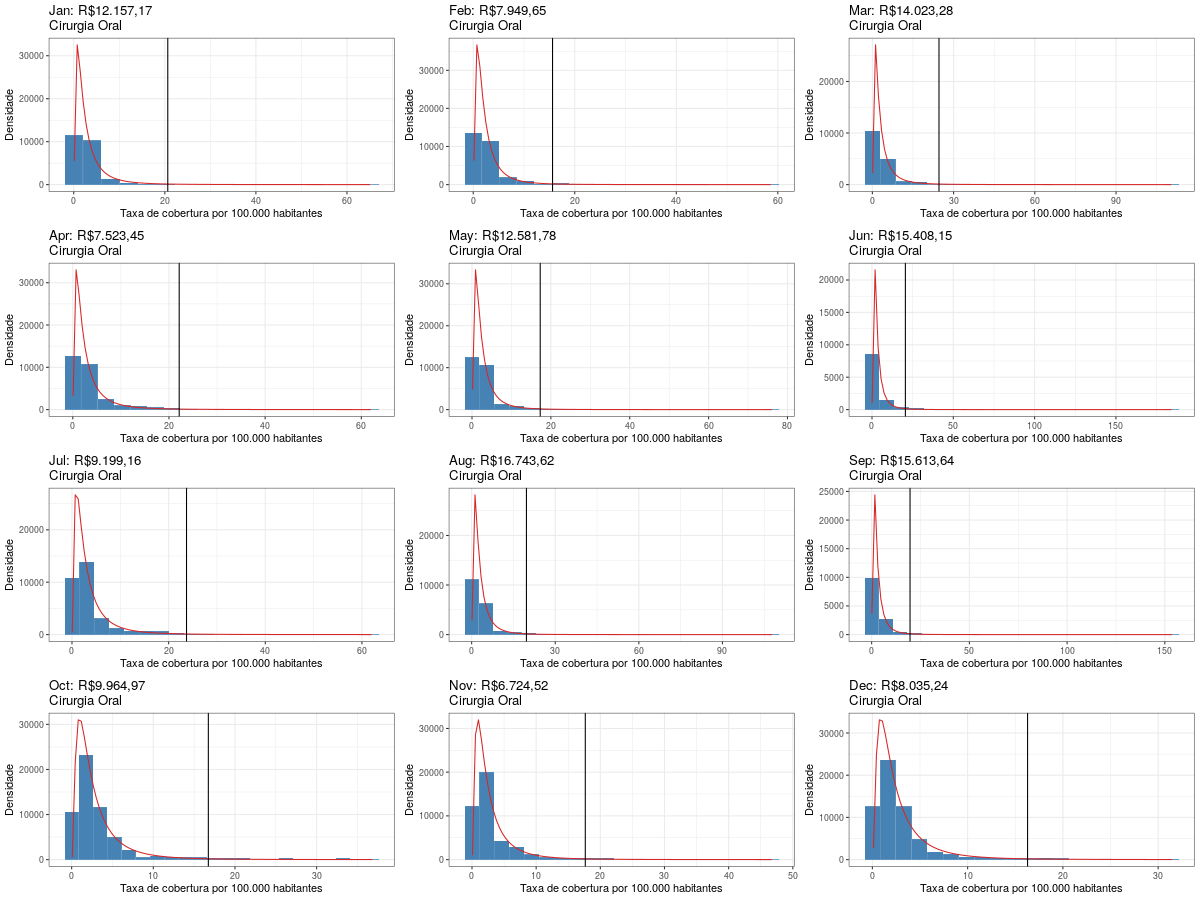 Jan: R$12.157,17
Cirurgia Oral
Densidade
30000
20000
10000
0
0 20 40 60
Taxa de cobertura por 100.000 habitantes
Feb: R$7.949,65
Cirurgia Oral
Densidade
30000
20000
10000
0
0 20 40 60
Taxa de cobertura por 100.000 habitantes
Mar: R$14.023,28
Cirurgia Oral
Densidade
20000
10000
0
0 30 60 90
Taxa de cobertura por 100.000 habitantes
Apr: R$7.523,45
Cirurgia Oral
Densidade
30000
20000
10000
0
0 20 40 60
Taxa de cobertura por 100.000 habitantes
May: R$12.581,78
Cirurgia Oral
Densidade
30000
20000
10000
0
0 20 40 60 80
Taxa de cobertura por 100.000 habitantes
Jun: R$15.408,15
Cirurgia Oral
Densidade
20000
15000
10000
5000
0
0 50 100 150
Taxa de cobertura por 100.000 habitantes
Jul: R$9.199,16
Cirurgia Oral
Densidade
20000
10000
0
0 20 40 60
Taxa de cobertura por 100.000 habitantes
Aug: R$16.743,62
Cirurgia Oral
Densidade
20000
10000
0
0 30 60 90
Taxa de cobertura por 100.000 habitantes
Sep: R$15.613,64
Cirurgia Oral
Densidade
25000
20000
15000
10000
5000
0
0 50 100 150
Taxa de cobertura por 100.000 habitantes
Oct: R$9.964,97
Cirurgia Oral
Densidade
30000
20000
10000
0
0 10 20 30
Taxa de cobertura por 100.000 habitantes
Nov: R$6.724,52
Cirurgia Oral
Densidade
30000
20000
10000
0
0 10 20 30 40 50
Taxa de cobertura por 100.000 habitantes
Dec: R$8.035,24
Cirurgia Oral
Densidade
30000
20000
10000
0
0 10 20 30
Taxa de cobertura por 100.000 habitantes